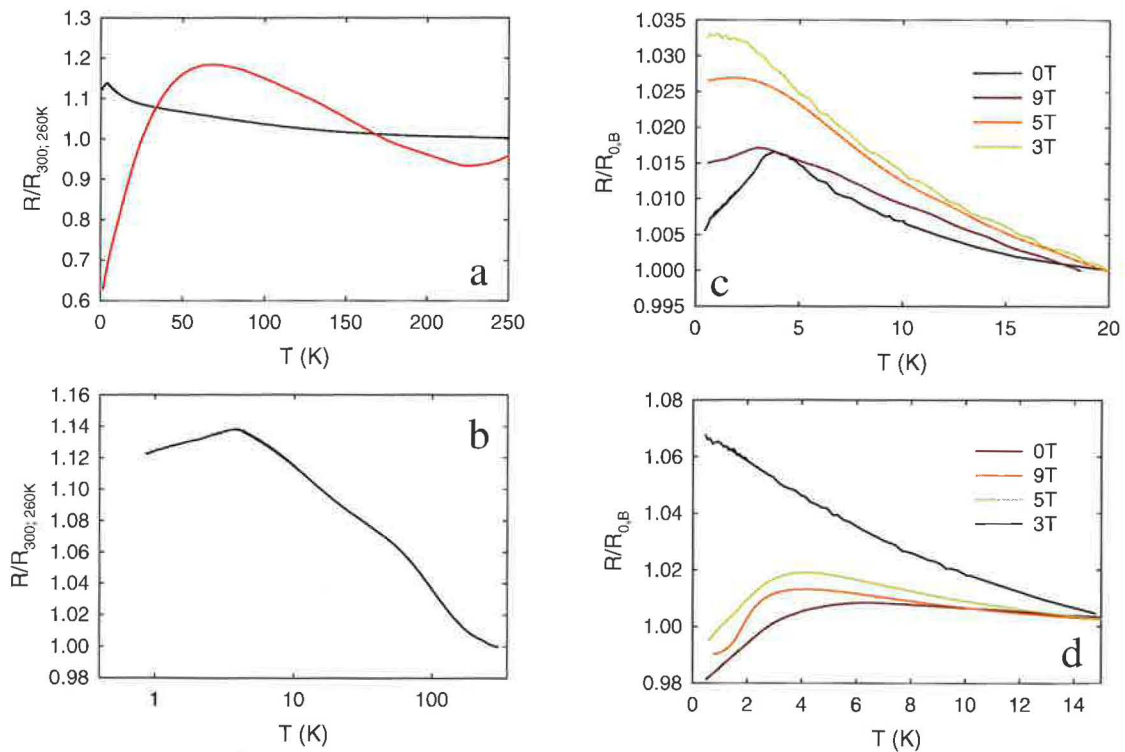 1.3
1.2
1.1
1.0
0.9
0.8
0.7
0.6
R/R300; 260K
0 50 100 150 200 250
T (K)
a
1.16
1.14
1.12
1.10
1.08
1.06
1.04
1.02
1.00
0.98
R/R300; 260K
1 10 100
T (K)
b
1.040
1.035
1.030
1.025
1.020
1.015
1.010
1.005
1.000
0.995
R/R0,B
0 5 10 15 20
T (K)
0T
9T
5T
3T
c
1.08
1.06
1.04
1.02
1.00
0.98
R/R0,B
0 2 4 6 8 10 12 14
T (K)
0T
9T
5T
3T
d